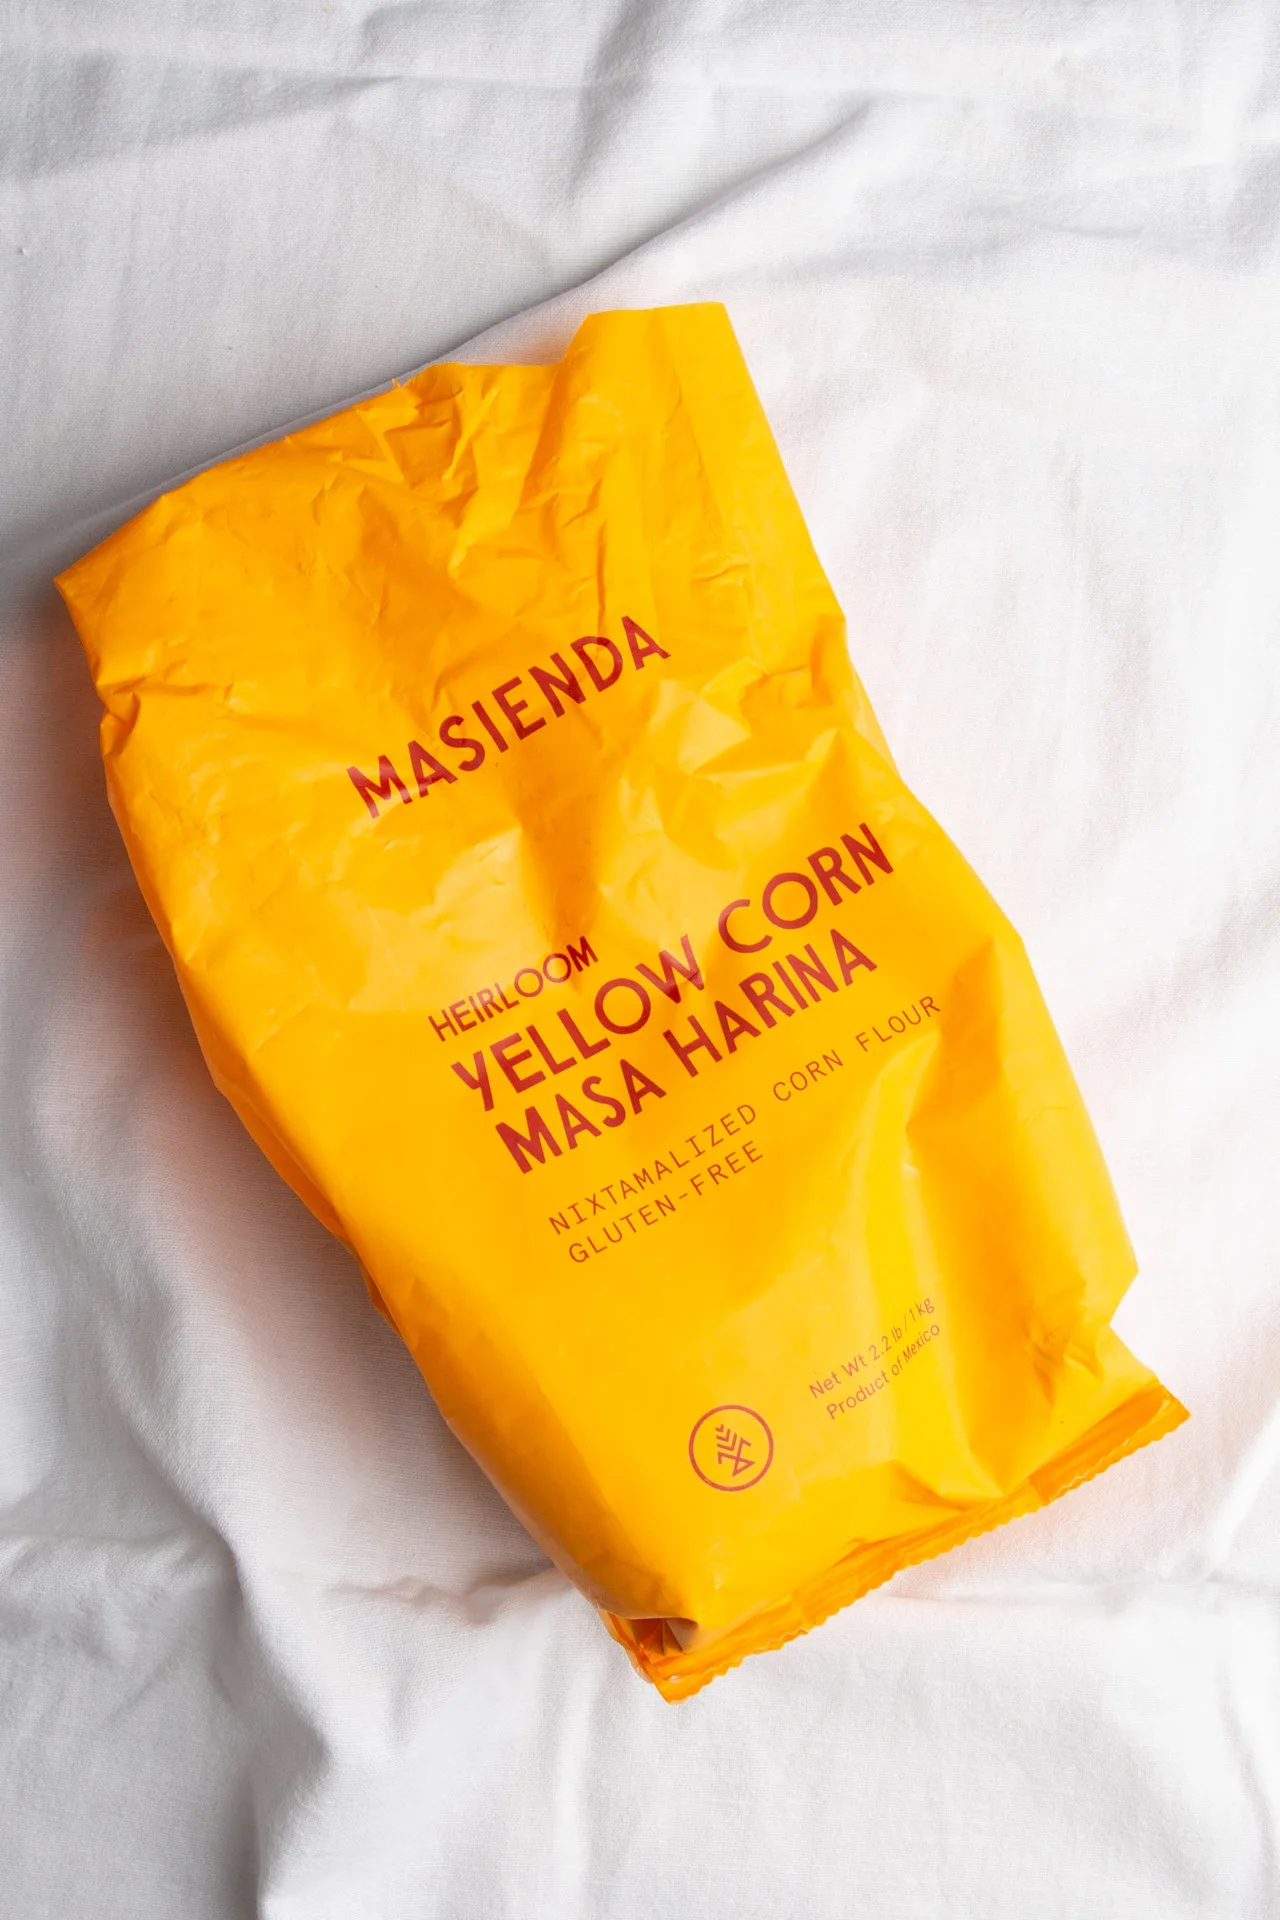 MASIENDA
HEIRLOOM
YELLOW CORN
MASA HARINA
NIXTAMALIZED CORN FLOUR
GLUTEN-FREE
Net Wt 2.2 lb / 1 kg
Product of Mexico